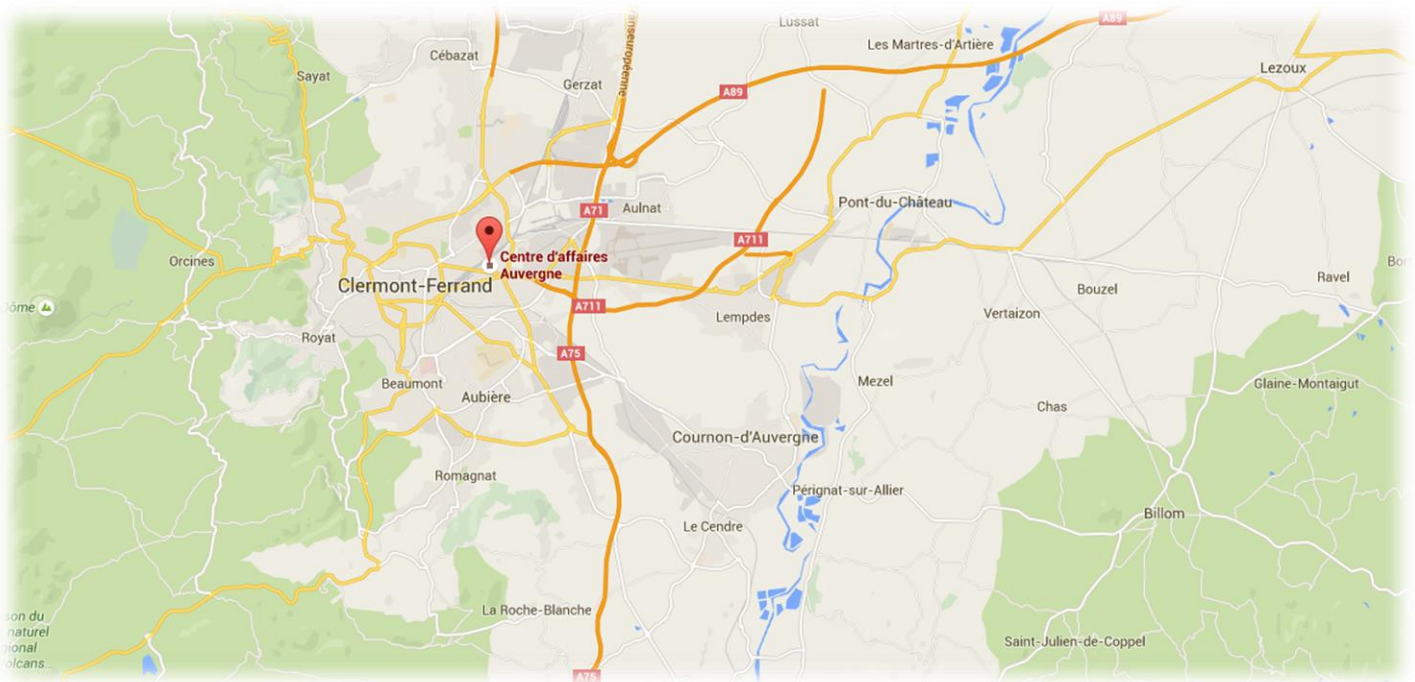 Lussat
A89
Cébazat
Les Martres-d'Artière
Sayat
Gerzat
Lezoux
A89
A71
Aulnat
Pont-du-Château
A711
Centre d'affaires
Auvergne
Orcines
Clermont-Ferrand
Ravel
Bouzel
Dôme
A711
Lempdes
Vertaizon
Royat
A75
Beaumont
Mezel
Glaine-Montaigut
Aubière
Chas
Cournon-d'Auvergne
Romagnat
Pérignat-sur-Allier
Billom
Le Cendre
La Roche-Blanche
naturel
Saint-Julien-de-Coppel
A75